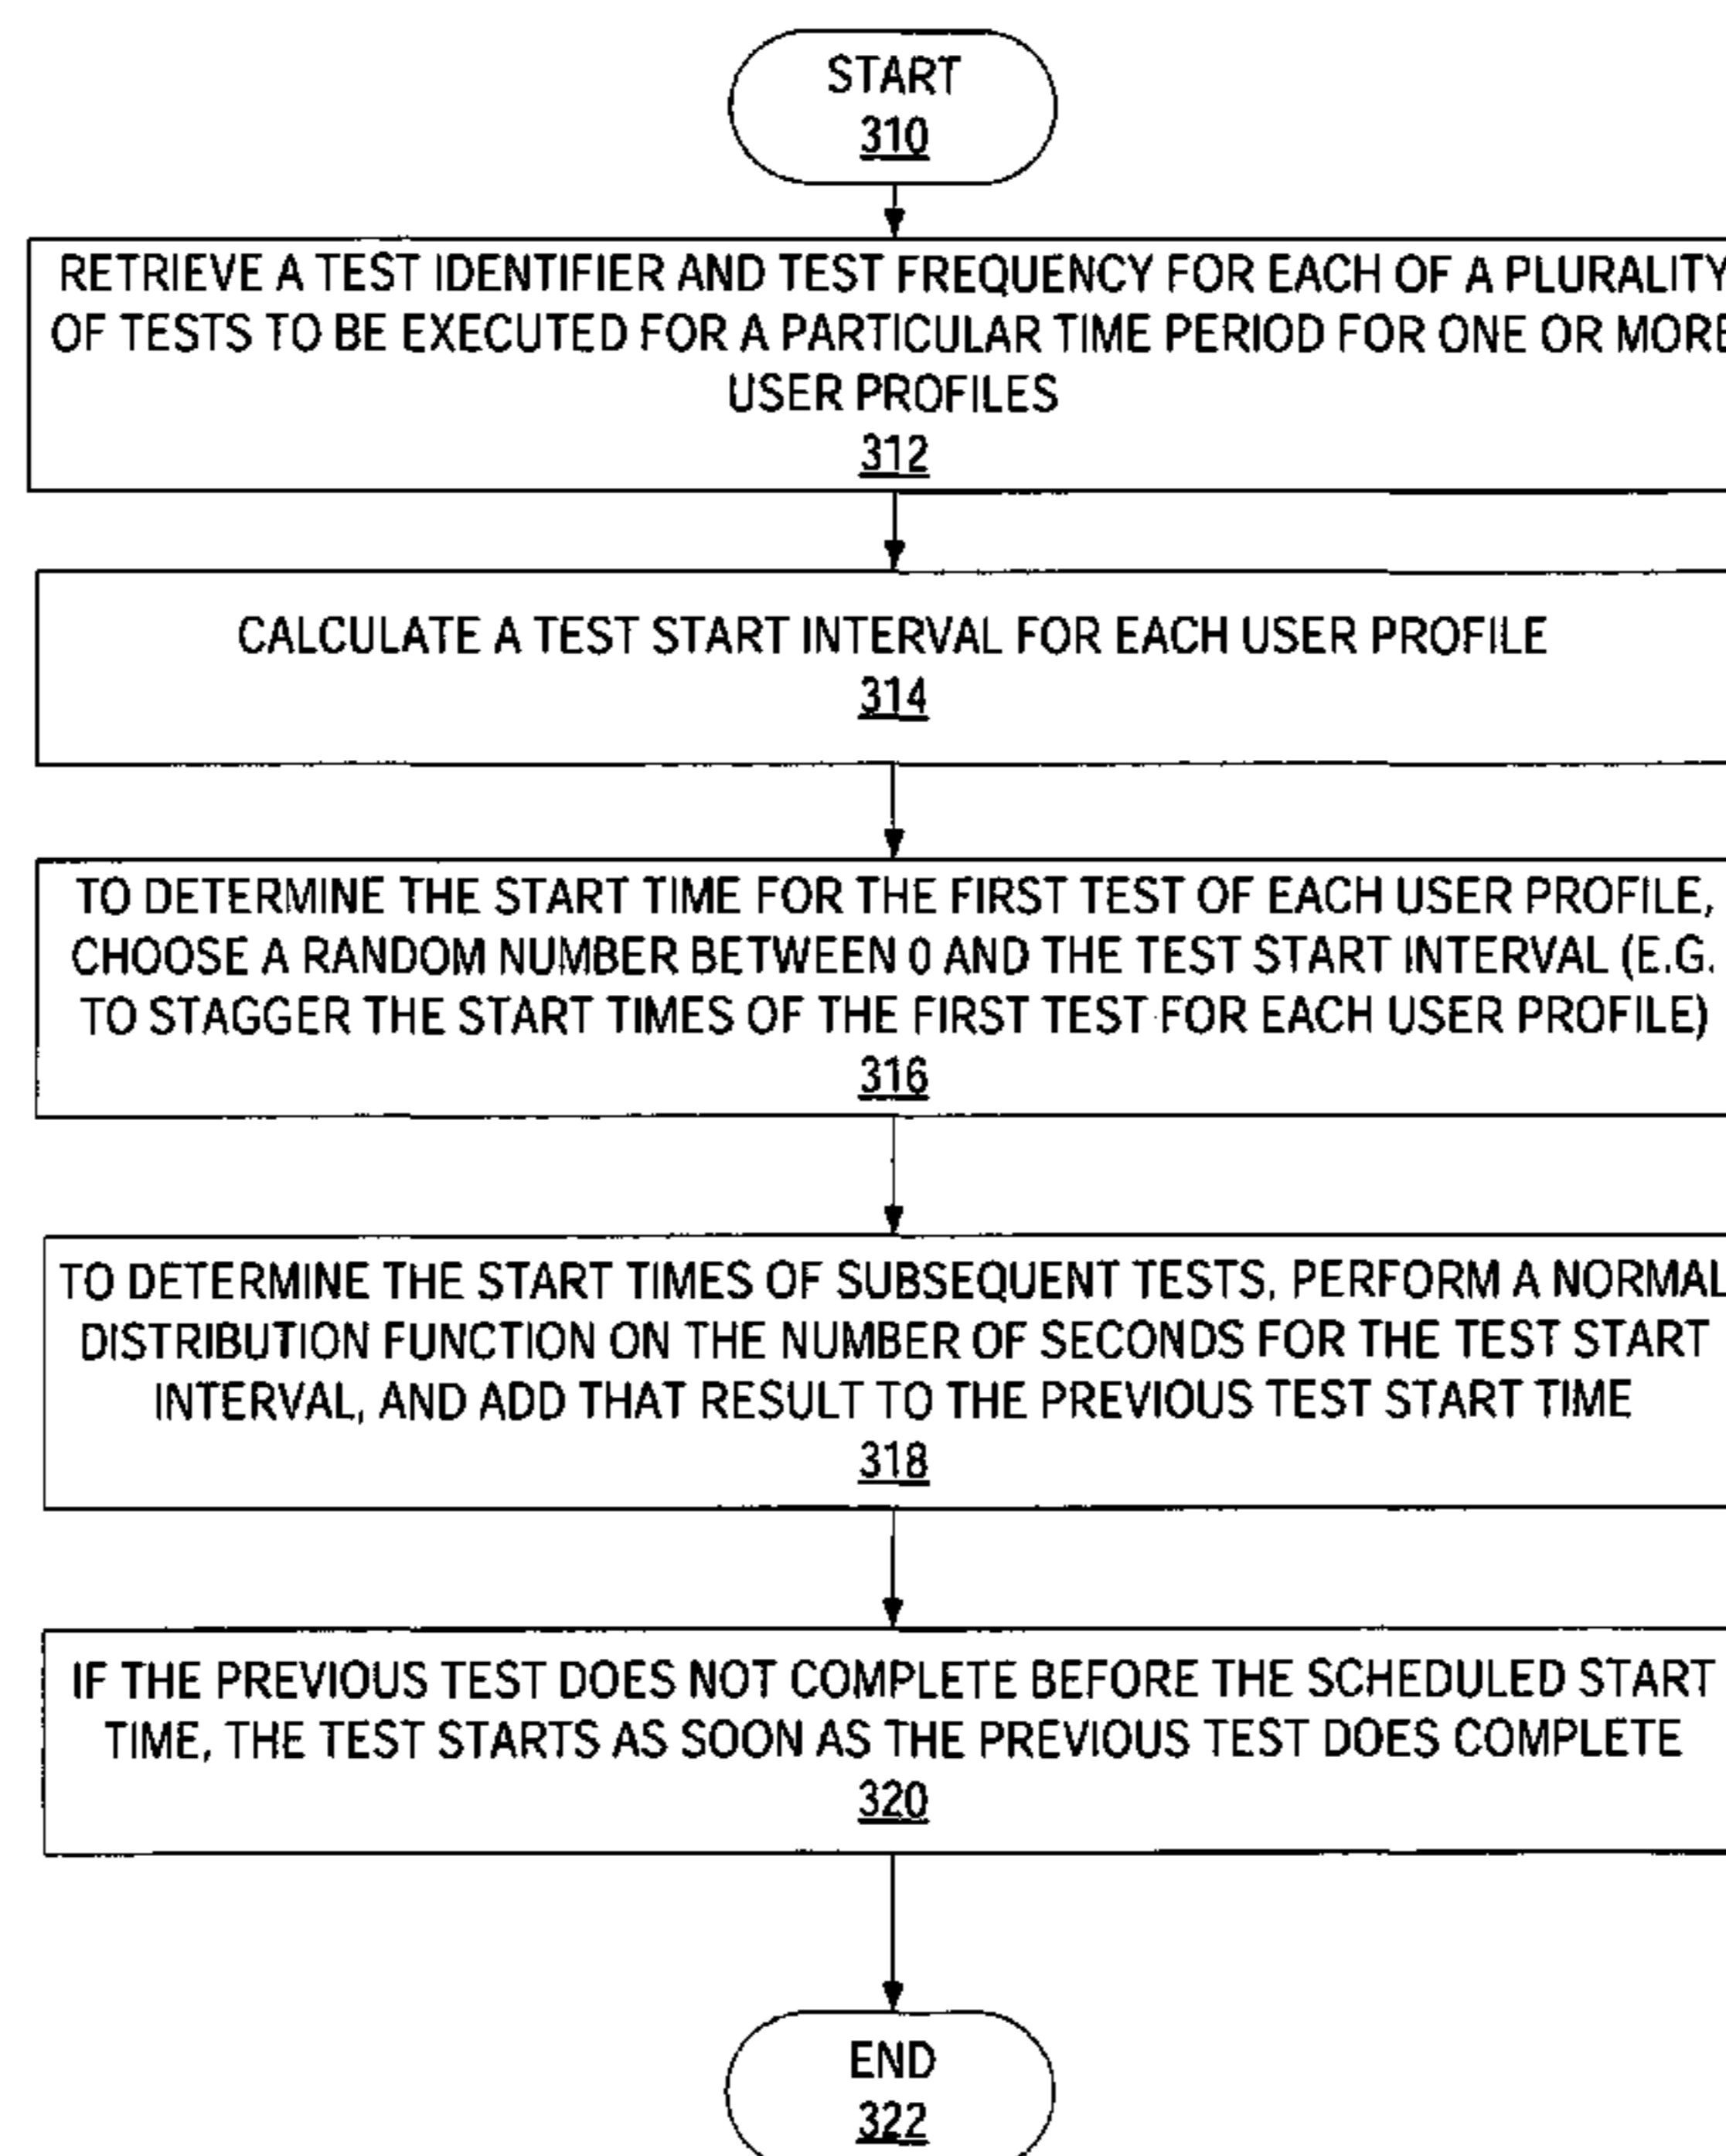 START
310
RETRIEVE A TEST IDENTIFIER AND TEST FREQUENCY FOR EACH OF A PLURALITY
OF TESTS TO BE EXECUTED FOR A PARTICULAR TIME PERIOD FOR ONE OR MORE
USER PROFILES
312
CALCULATE A TEST START INTERVAL FOR EACH USER PROFILE
314
TO DETERMINE THE START TIME FOR THE FIRST TEST OF EACH USER PROFILE,
CHOOSE A RANDOM NUMBER BETWEEN 0 AND THE TEST START INTERVAL (E.G.
TO STAGGER THE START TIMES OF THE FIRST TEST FOR EACH USER PROFILE)
316
TO DETERMINE THE START TIMES OF SUBSEQUENT TESTS, PERFORM A NORMAL
DISTRIBUTION FUNCTION ON THE NUMBER OF SECONDS FOR THE TEST START
INTERVAL, AND ADD THAT RESULT TO THE PREVIOUS TEST START TIME
318
IF THE PREVIOUS TEST DOES NOT COMPLETE BEFORE THE SCHEDULED START
TIME, THE TEST STARTS AS SOON AS THE PREVIOUS TEST DOES COMPLETE
320
END
322